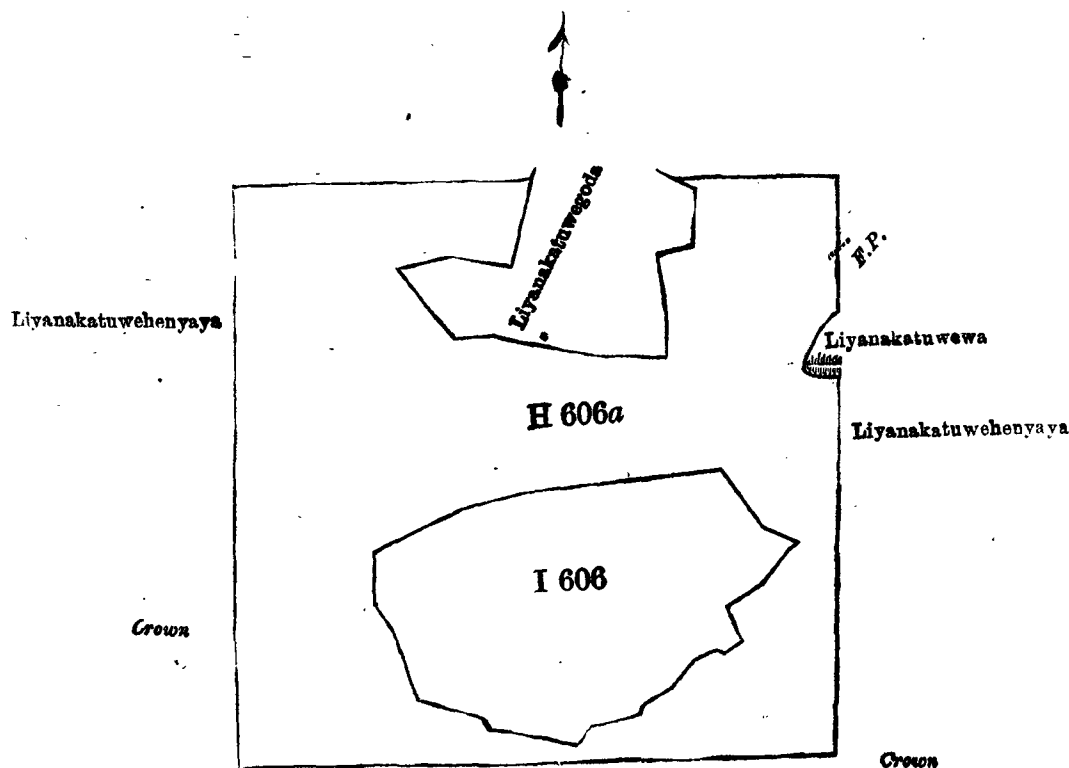 Liyanakatuwegoda
F.P.
Liyanakatuwehenyaya
Liyanakatuwewa
H 606a
Liyanakatuwehenyaya
I 606
Crown
Crown